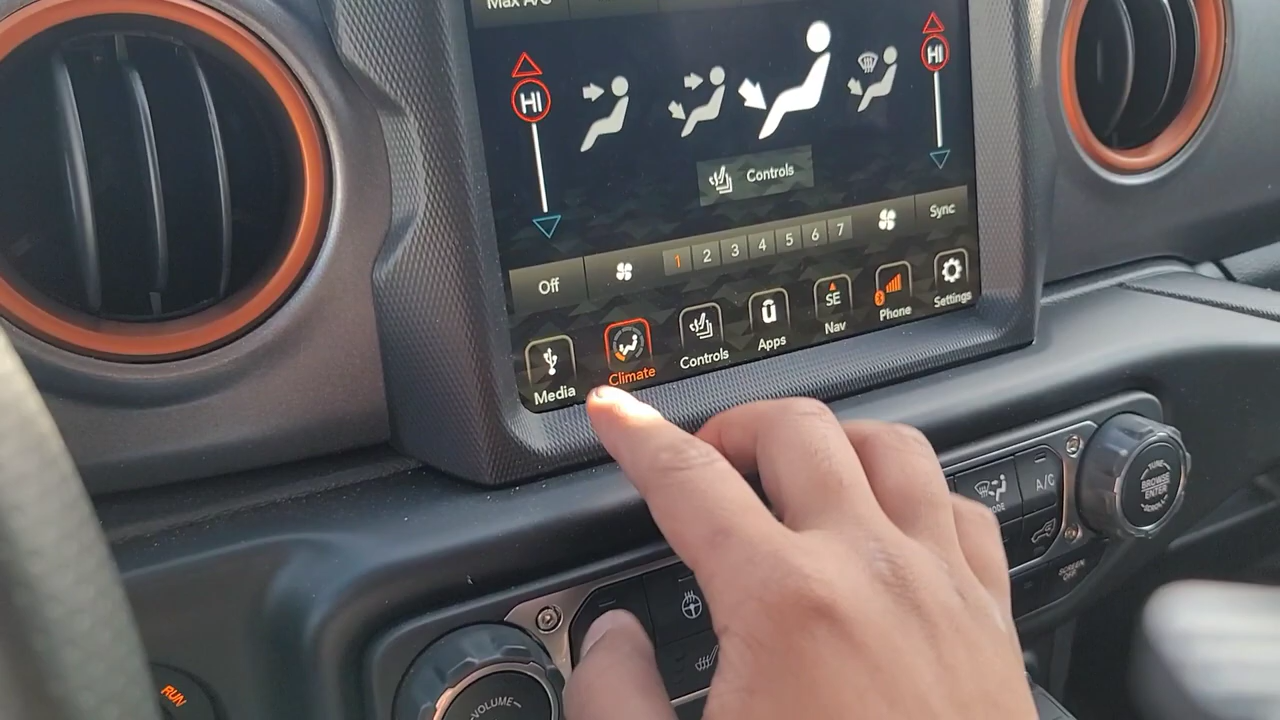 Max A/C
HI
HI
Controls
Off
1 2 3 4 5 6 7
Sync
Media
Climate
Controls
Apps
SE
Nav
Phone
Settings
A/C
TUNE
BROWSE
ENTER
SCROLL
SCREEN
OFF
VOLUME
RUN